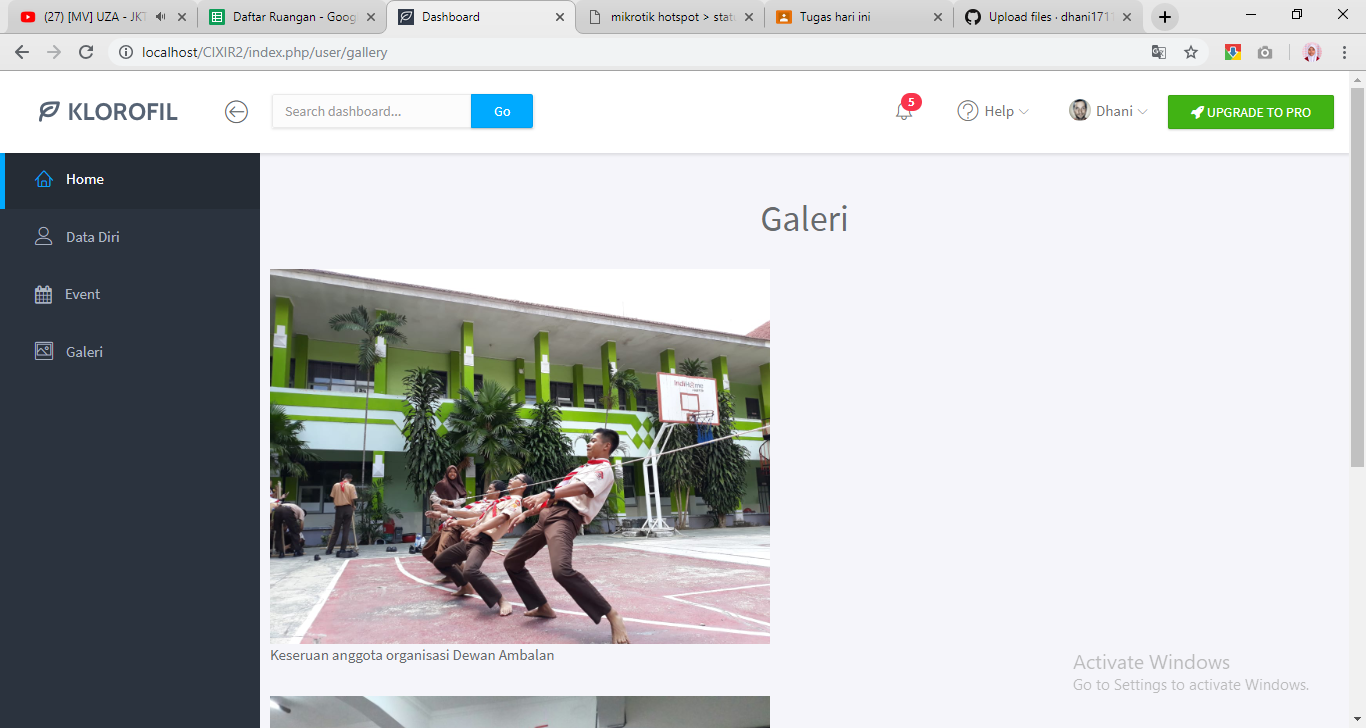 (27) [MV] UZA - JKT
Daftar Ruangan - Goog
Dashboard
mikrotik hotspot > statu
Tugas hari ini
Upload files · dhani1711
localhost/CIXIR2/index.php/user/gallery
KLOROFIL
Search dashboard...
Go
5
Help
Dhani
UPGRADE TO PRO
Home
Data Diri
Event
Galeri
Galeri
IndiHome
Keseruan anggota organisasi Dewan Ambalan
Activate Windows
Go to Settings to activate Windows.